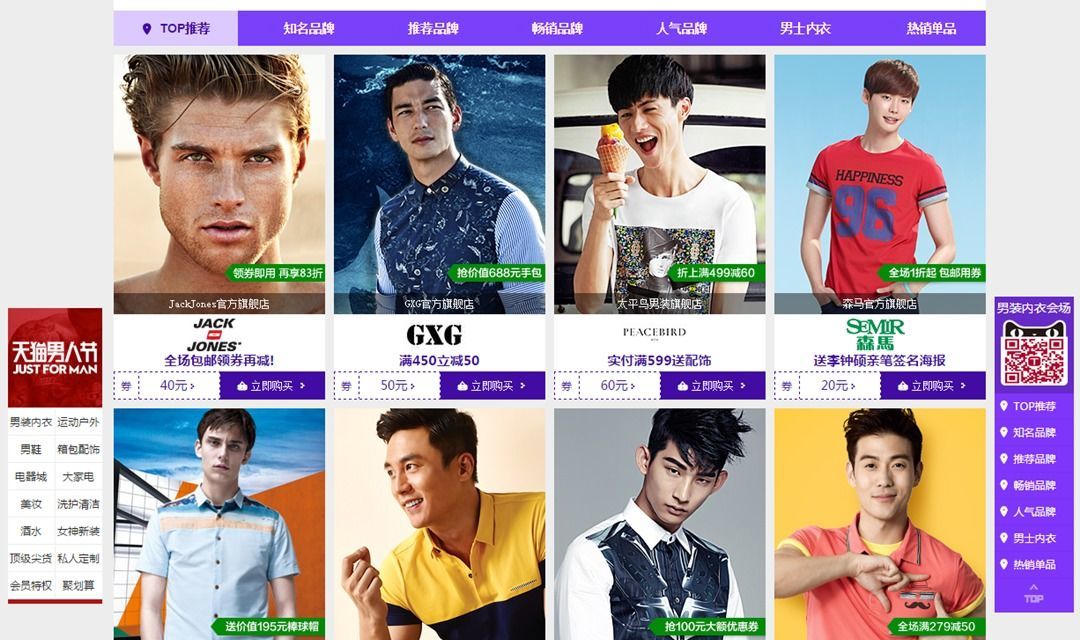 TOP推荐
知名品牌
推荐品牌
畅销品牌
人气品牌
男士内衣
热销单品
领券即用 再享83折
JackJones官方旗舰店
JACK
JONES
全场包邮领券再减!
券
40元>
立即购买 >
抢价值688元手包
GXG官方旗舰店
GXG
满450立减50
券
50元>
立即购买 >
折上满499减60
太平鸟男装旗舰店
PEACEBIRD
实付满599送配饰
券
60元>
立即购买 >
HAPPINESS
96
全场1折起 包邮用券
森马官方旗舰店
SEMIR
森馬
送李钟硕亲笔签名海报
券
20元>
立即购买 >
送价值195元棒球帽
抢100元大额优惠券
全场满279减50
天猫男人节
JUST FOR MAN
男装内衣 运动户外
男鞋 箱包配饰
电器城 大家电
美妆 洗护清洁
酒水 女神新装
顶级尖货 私人定制
会员特权 聚划算
男装内衣会场
TOP推荐
知名品牌
推荐品牌
畅销品牌
人气品牌
男士内衣
热销单品
TOP